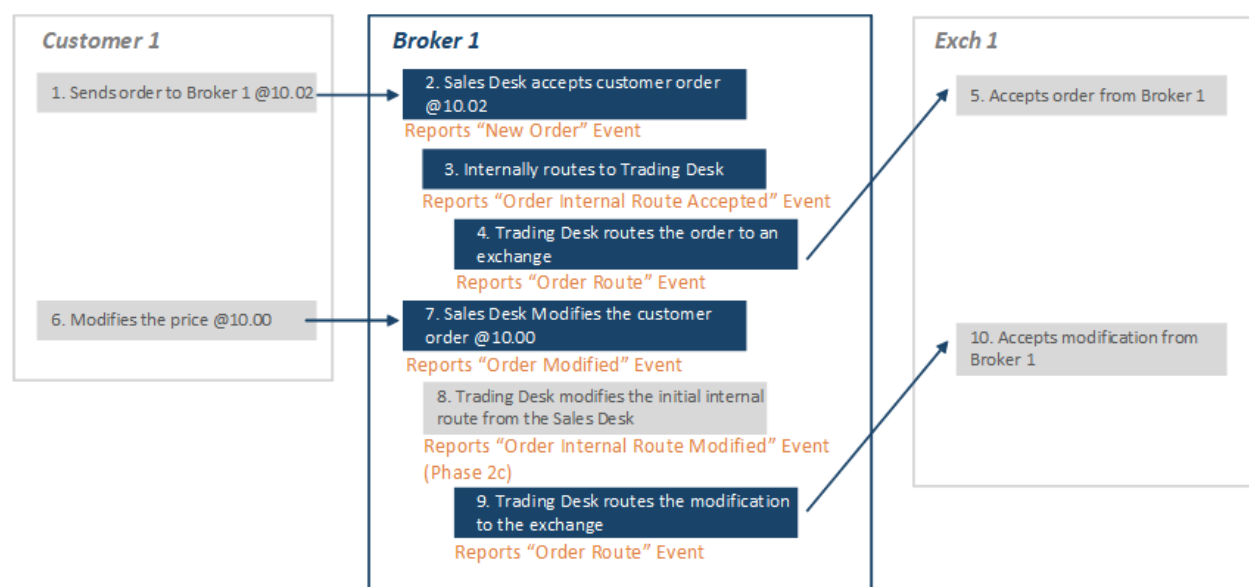 Customer 1
1. Sends order to Broker 1 @10.02
6. Modifies the price @10.00
Broker 1
2. Sales Desk accepts customer order
@10.02
Reports “New Order” Event
3. Internally routes to Trading Desk
Reports “Order Internal Route Accepted” Event
4. Trading Desk routes the order to an
exchange
Reports “Order Route” Event
7. Sales Desk Modifies the customer
order @10.00
Reports “Order Modified” Event
8. Trading Desk modifies the initial internal
route from the Sales Desk
Reports “Order Internal Route Modified” Event
(Phase 2c)
9. Trading Desk routes the modification
to the exchange
Reports “Order Route” Event
Exch 1
5. Accepts order from Broker 1
10. Accepts modification from
Broker 1